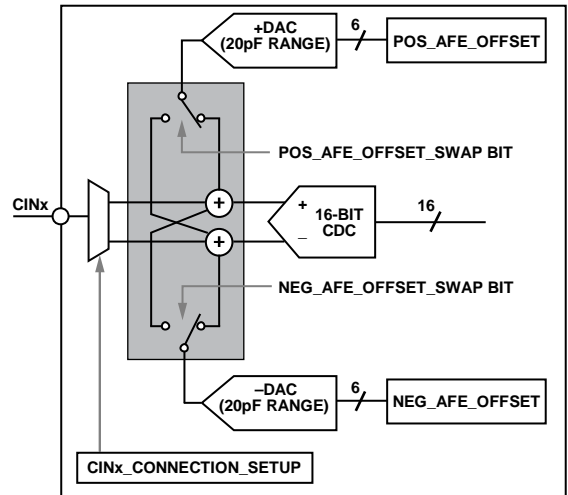 +DAC
(20pF RANGE)
6
POS_AFE_OFFSET
POS_AFE_OFFSET_SWAP BIT
CINx
+
+
16-BIT
CDC
16
+
_
NEG_AFE_OFFSET_SWAP BIT
–DAC
(20pF RANGE)
6
NEG_AFE_OFFSET
CINx_CONNECTION_SETUP